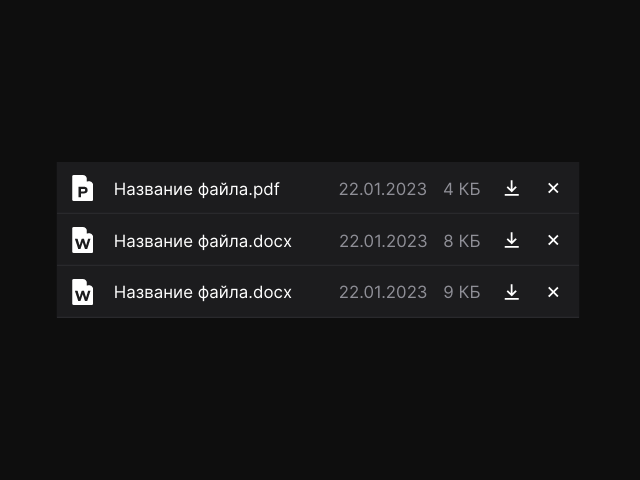 P Название файла.pdf 22.01.2023 4 КБ
W Название файла.docx 22.01.2023 8 КБ
W Название файла.docx 22.01.2023 9 КБ